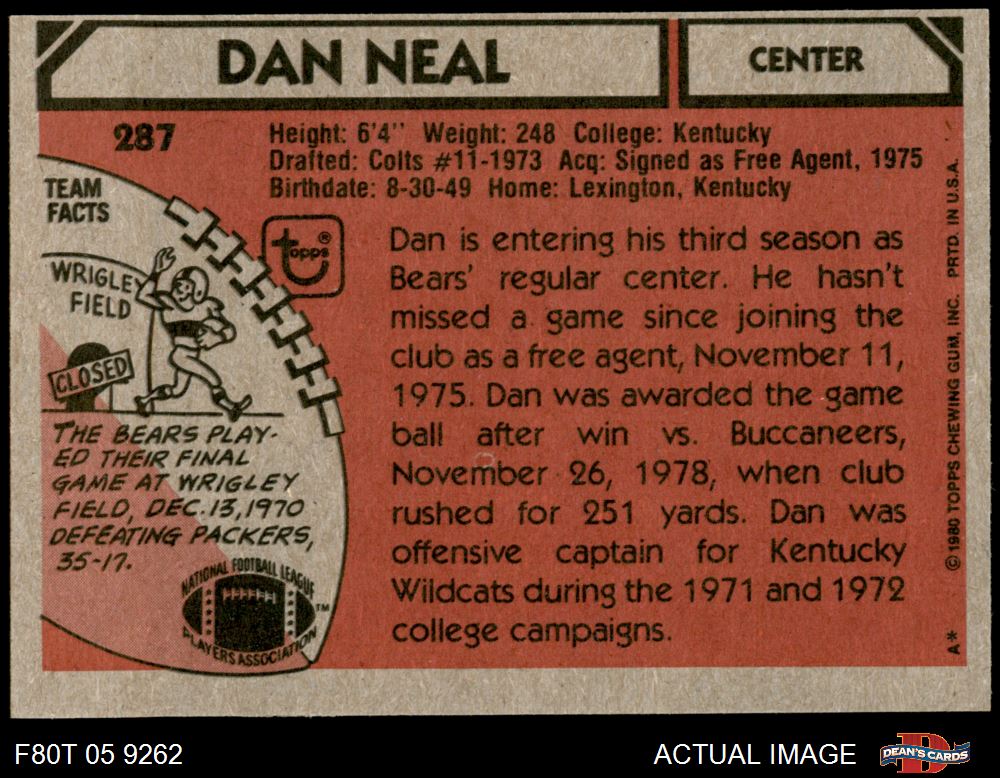 DAN NEAL
CENTER
287
Height: 6'4" Weight: 248 College: Kentucky
Drafted: Colts #11-1973 Acq: Signed as Free Agent, 1975
Birthdate: 8-30-49 Home: Lexington, Kentucky
TEAM
FACTS
WRIGLEY
FIELD
CLOSED
THE BEARS PLAY-
ED THEIR FINAL
GAME AT WRIGLEY
FIELD, DEC. 13, 1970
DEFEATING PACKERS,
35-17.
NATIONAL FOOTBALL LEAGUE
PLAYERS ASSOCIATION
TM
topps®
Dan is entering his third season as
Bears' regular center. He hasn't
missed a game since joining the
club as a free agent, November 11,
1975. Dan was awarded the game
ball after win vs. Buccaneers,
November 26, 1978, when club
rushed for 251 yards. Dan was
offensive captain for Kentucky
Wildcats during the 1971 and 1972
college campaigns.
A* © 1980 TOPPS CHEWING GUM, INC. PRTD. IN U.S.A.
F80T 05 9262
ACTUAL IMAGE
DEAN'S CARDS